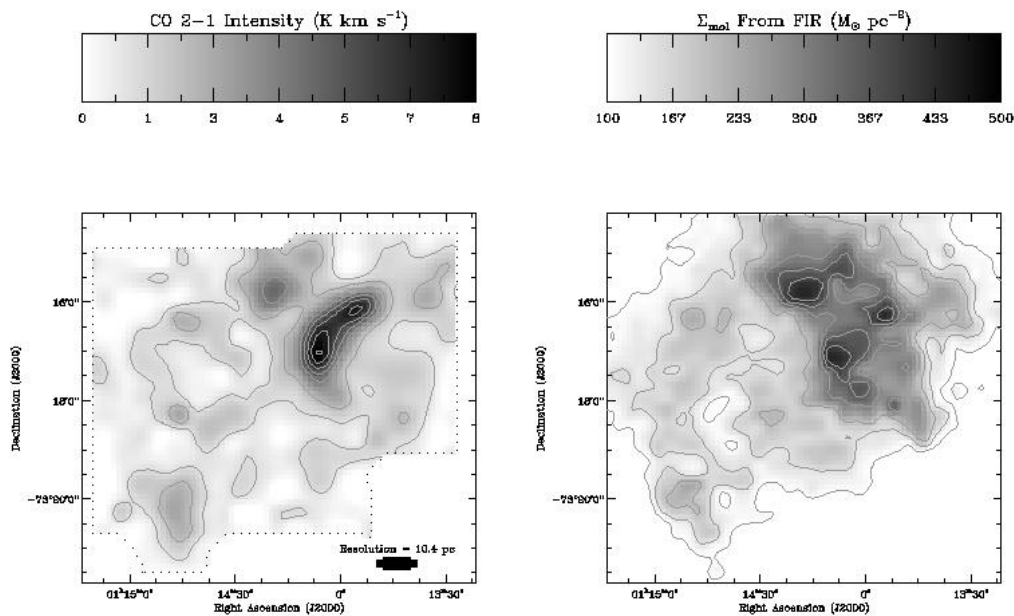 CO 2-1 Intensity (K km s⁻¹)
0 1 3 4 5 7 8
Σmol From FIR (M⊙ pc⁻²)
100 167 233 300 367 433 500
16'0"
18'0"
-73°20'0"
Declination (J2000)
Resolution = 10.4 pc
01ʰ15ᵐ0ˢ 14ᵐ30ˢ 0ˢ 13ᵐ30ˢ
Right Ascension (J2000)
16'0"
18'0"
-73°20'0"
Declination (J2000)
01ʰ15ᵐ0ˢ 14ᵐ30ˢ 0ˢ 13ᵐ30ˢ
Right Ascension (J2000)